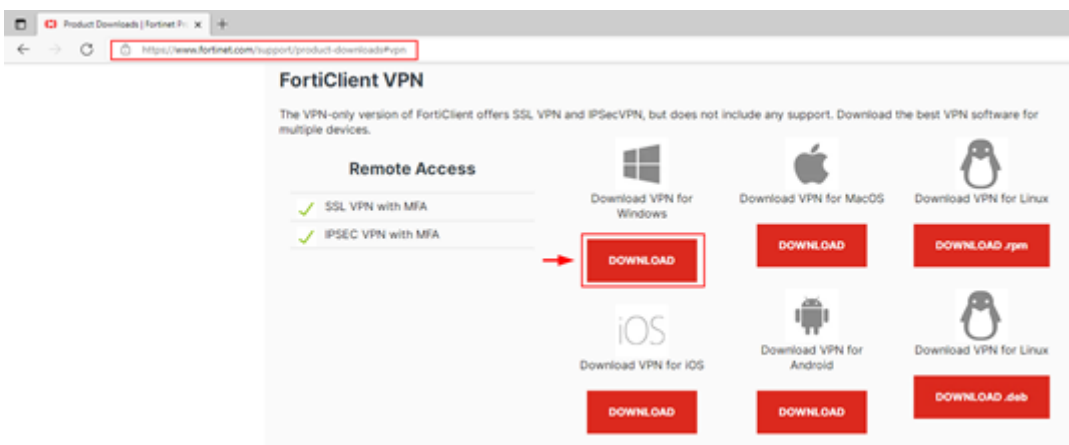 Product Downloads | Fortinet Pr
https://www.fortinet.com/support/product-downloads#vpn
FortiClient VPN
The VPN-only version of FortiClient offers SSL VPN and IPSecVPN, but does not include any support. Download the best VPN software for
multiple devices.
Remote Access
SSL VPN with MFA
IPSEC VPN with MFA
Download VPN for
Windows
DOWNLOAD
Download VPN for MacOS
DOWNLOAD
Download VPN for Linux
DOWNLOAD .rpm
iOS
Download VPN for iOS
DOWNLOAD
Download VPN for
Android
DOWNLOAD
Download VPN for Linux
DOWNLOAD .deb